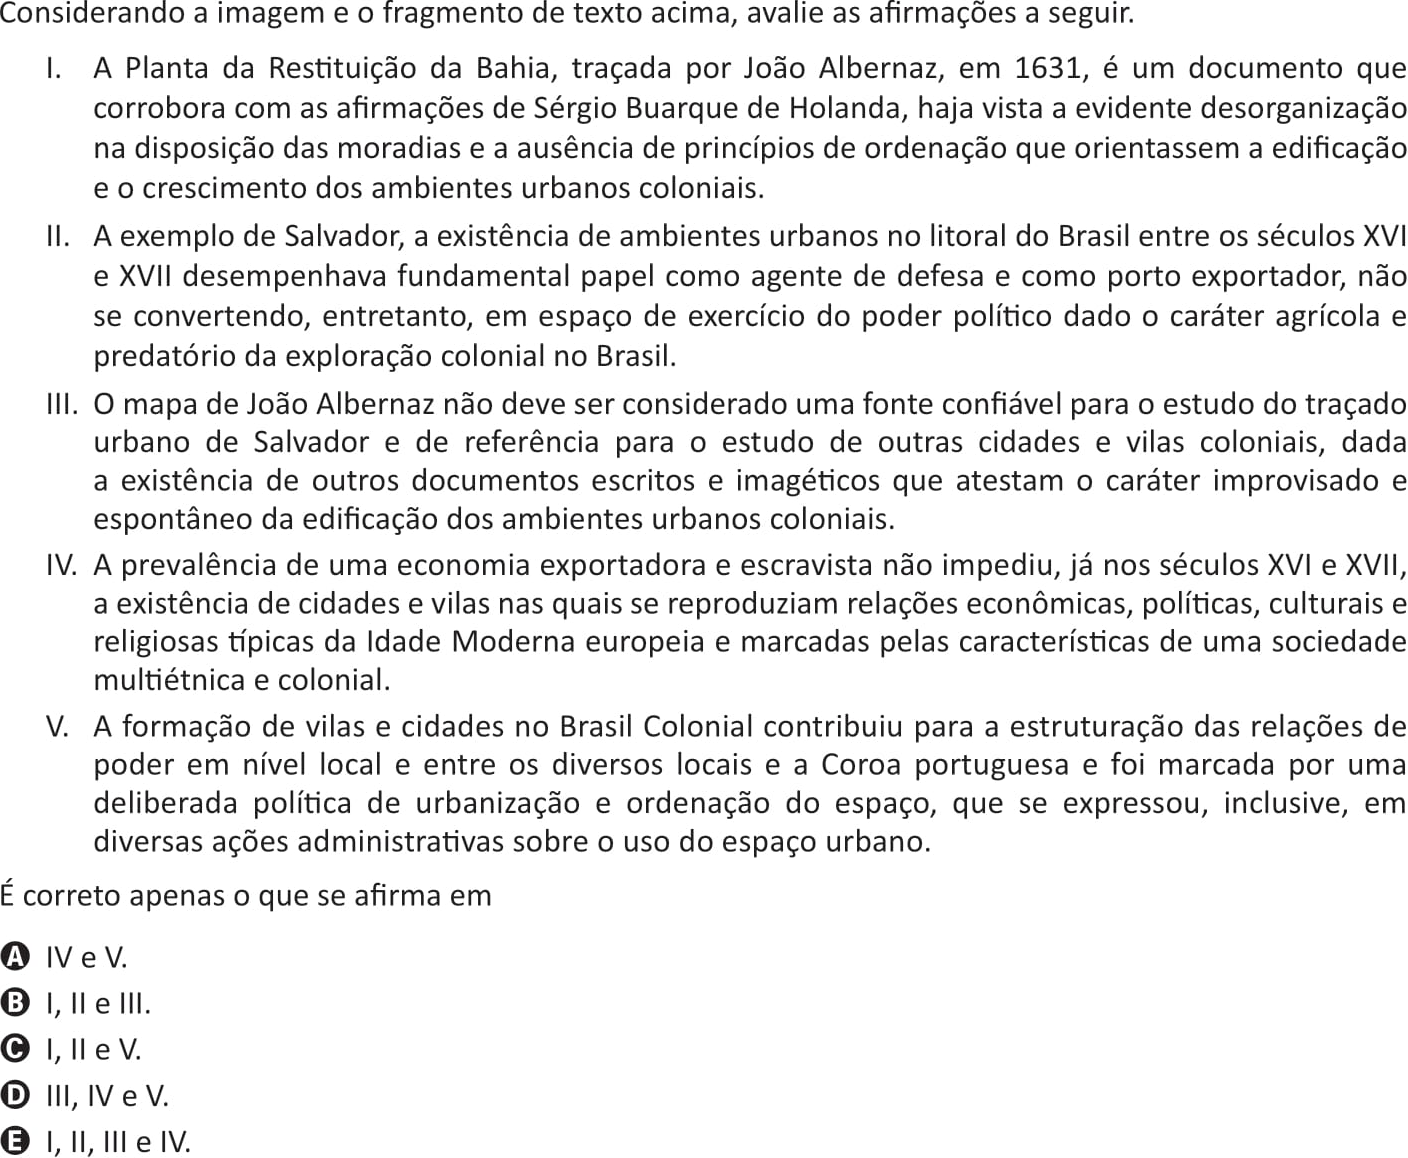 Considerando a imagem e o fragmento de texto acima, avalie as afirmações a seguir.
I. A Planta da Restituição da Bahia, traçada por João Albernaz, em 1631, é um documento que
corrobora com as afirmações de Sérgio Buarque de Holanda, haja vista a evidente desorganização
na disposição das moradias e a ausência de princípios de ordenação que orientassem a edificação
e o crescimento dos ambientes urbanos coloniais.
II. A exemplo de Salvador, a existência de ambientes urbanos no litoral do Brasil entre os séculos XVI
e XVII desempenhava fundamental papel como agente de defesa e como porto exportador, não
se convertendo, entretanto, em espaço de exercício do poder político dado o caráter agrícola e
predatório da exploração colonial no Brasil.
III. O mapa de João Albernaz não deve ser considerado uma fonte confiável para o estudo do traçado
urbano de Salvador e de referência para o estudo de outras cidades e vilas coloniais, dada
a existência de outros documentos escritos e imagéticos que atestam o caráter improvisado e
espontâneo da edificação dos ambientes urbanos coloniais.
IV. A prevalência de uma economia exportadora e escravista não impediu, já nos séculos XVI e XVII,
a existência de cidades e vilas nas quais se reproduziam relações econômicas, políticas, culturais e
religiosas típicas da Idade Moderna europeia e marcadas pelas características de uma sociedade
multiétnica e colonial.
V. A formação de vilas e cidades no Brasil Colonial contribuiu para a estruturação das relações de
poder em nível local e entre os diversos locais e a Coroa portuguesa e foi marcada por uma
deliberada política de urbanização e ordenação do espaço, que se expressou, inclusive, em
diversas ações administrativas sobre o uso do espaço urbano.
É correto apenas o que se afirma em
A IV e V.
B I, II e III.
C I, II e V.
D III, IV e V.
E I, II, III e IV.